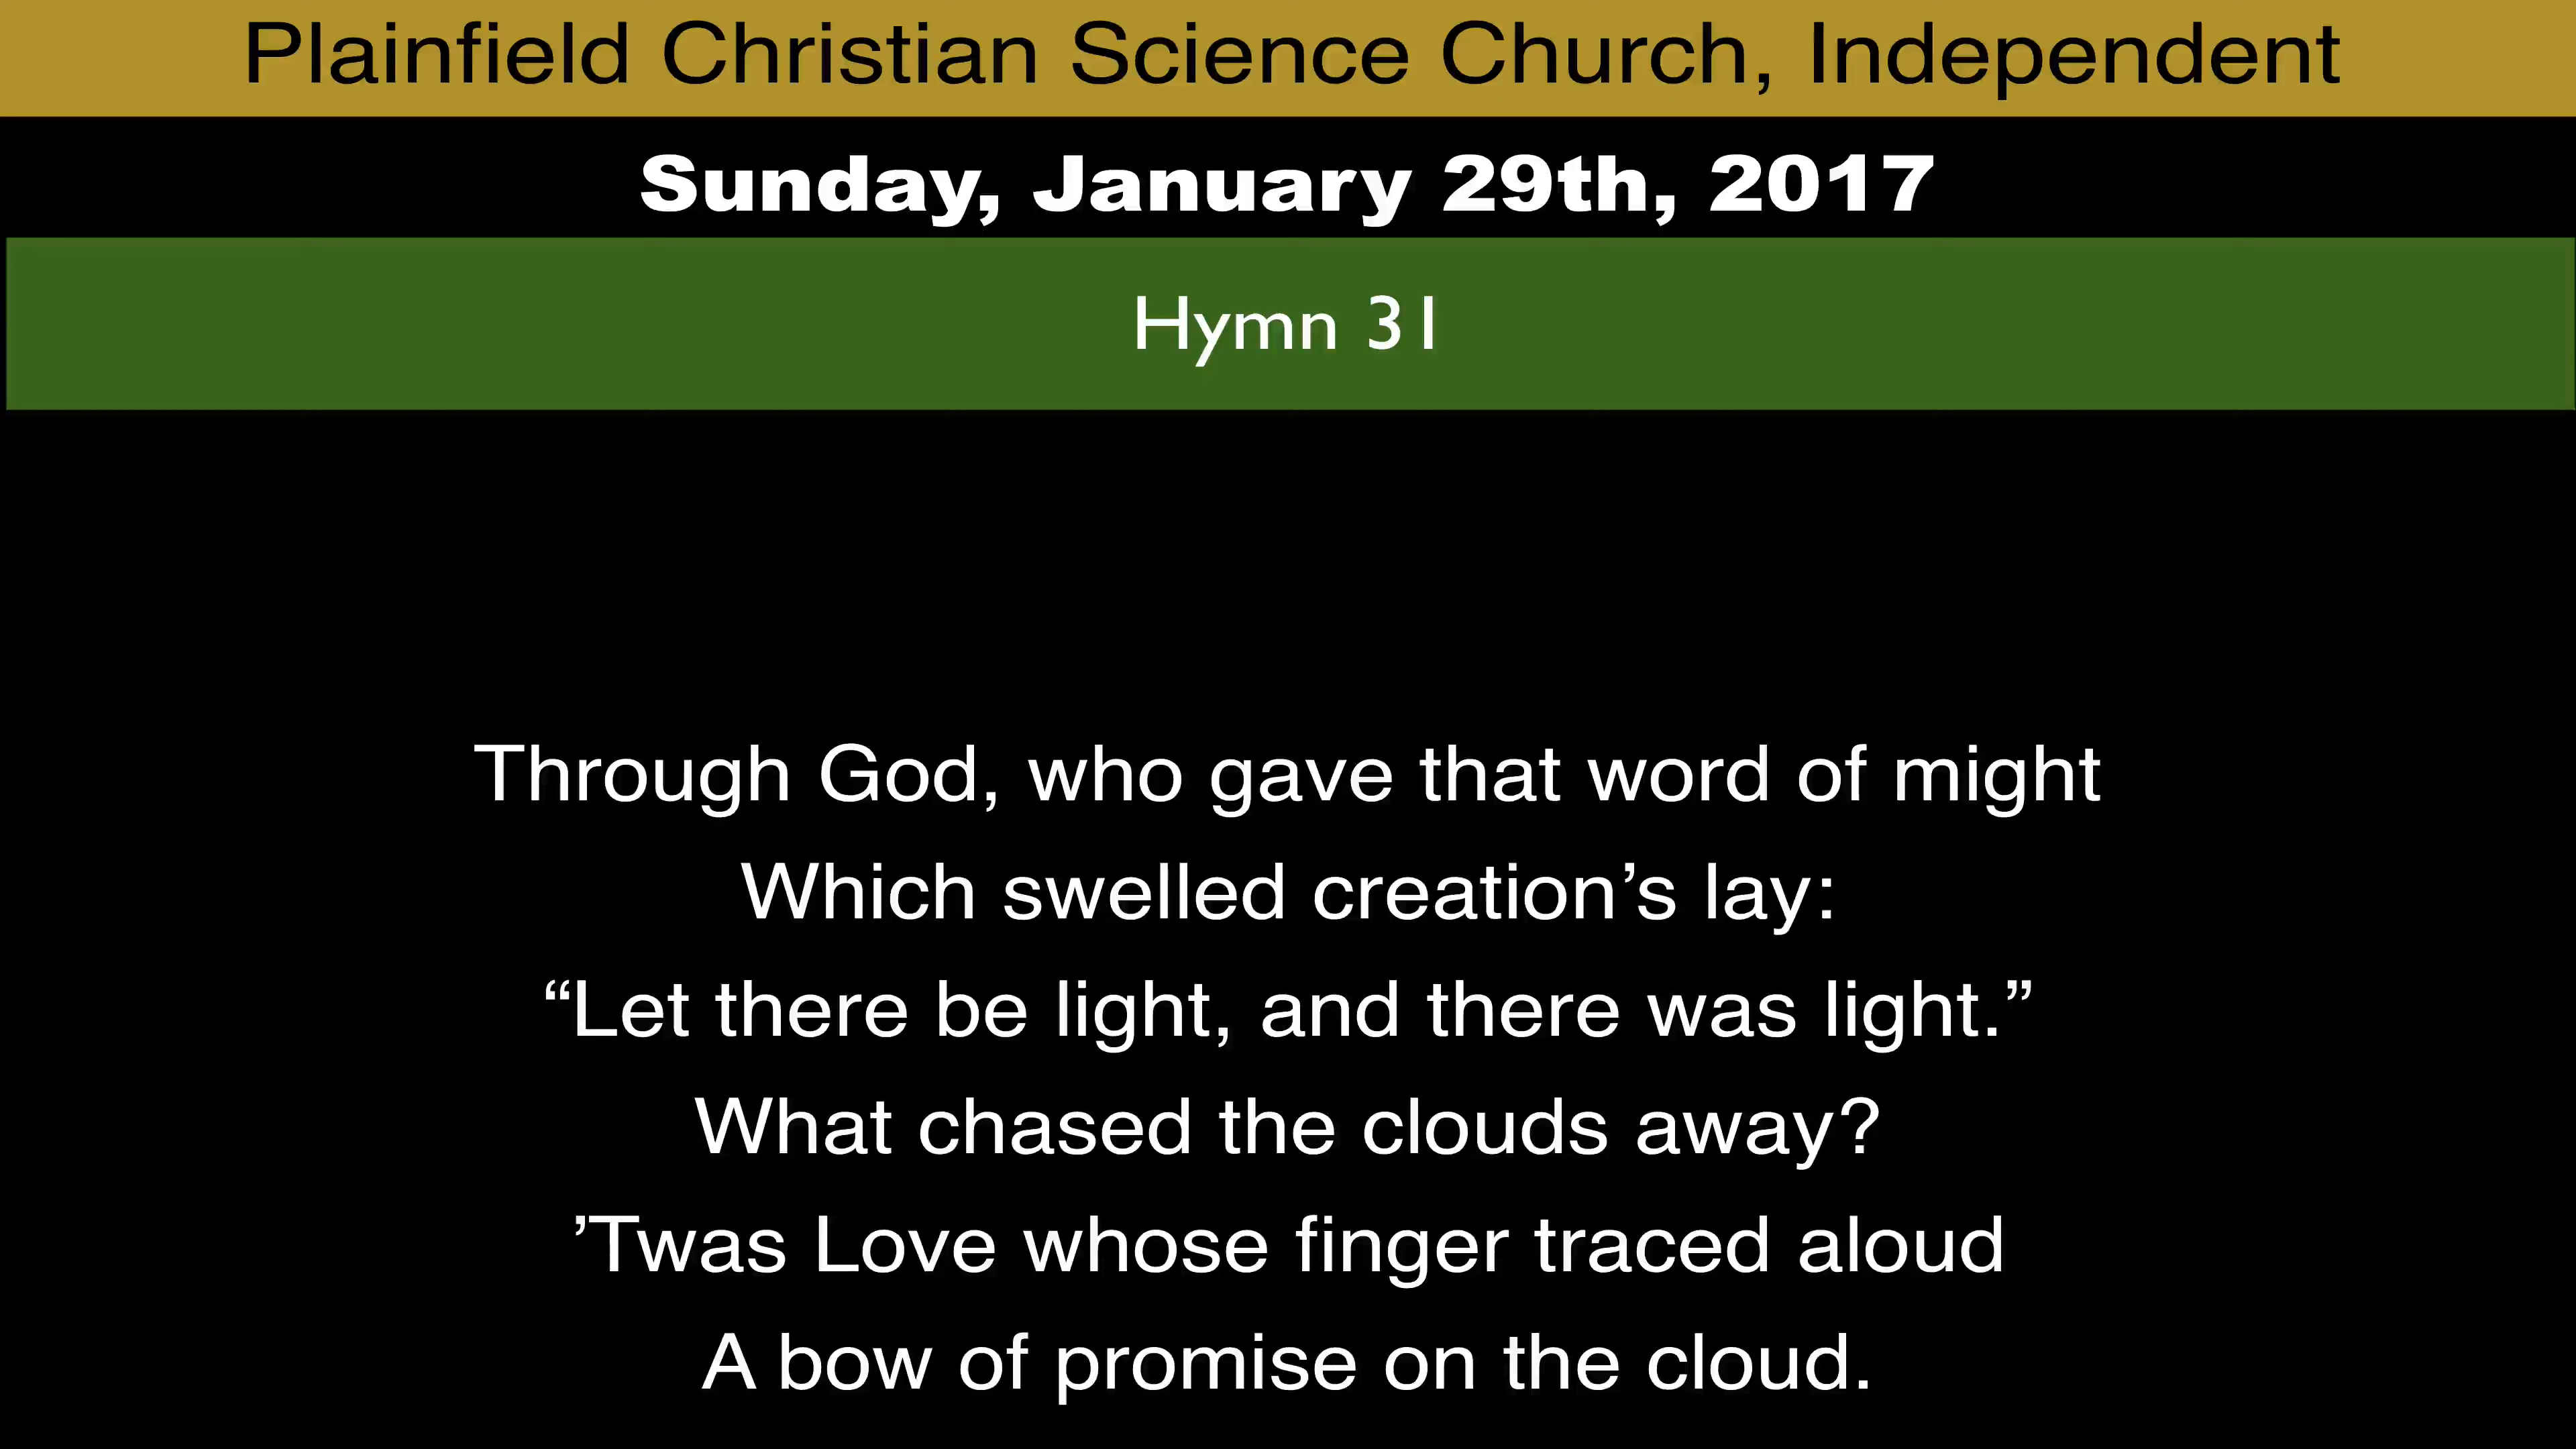 Plainfield Christian Science Church, Independent
Sunday, January 29th, 2017
Hymn 31
Through God, who gave that word of might
Which swelled creation’s lay:
“Let there be light, and there was light.”
What chased the clouds away?
’Twas Love whose finger traced aloud
A bow of promise on the cloud.